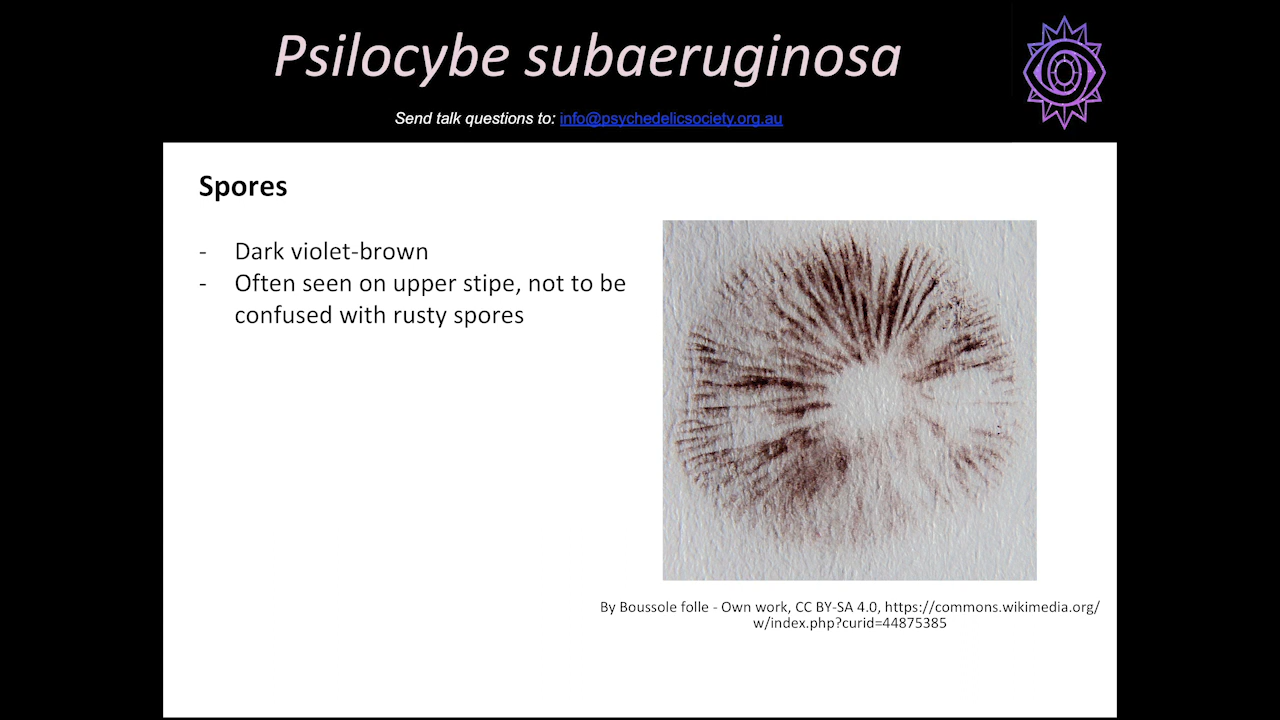 Psilocybe subaeruginosa
Send talk questions to: info@psychedelicsociety.org.au
Spores
- Dark violet-brown
- Often seen on upper stipe, not to be
confused with rusty spores
By Boussole folle - Own work, CC BY-SA 4.0, https://commons.wikimedia.org/
w/index.php?curid=44875385